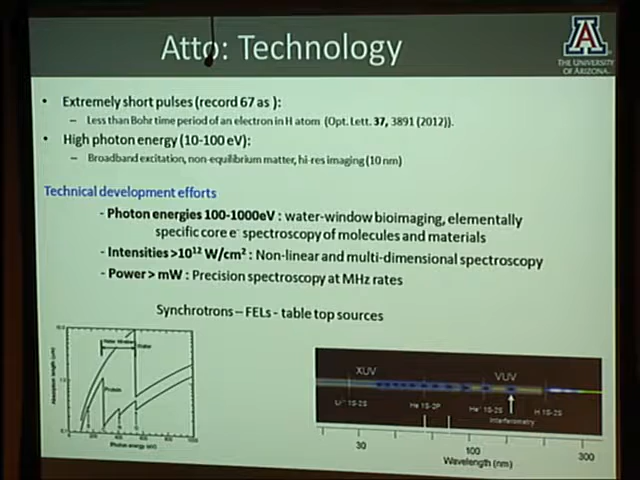 Atto: Technology
A
THE UNIVERSITY
OF ARIZONA.
• Extremely short pulses (record 67 as ):
– Less than Bohr time period of an electron in H atom (Opt. Lett. 37, 3891 (2012)).
• High photon energy (10-100 eV):
– Broadband excitation, non-equilibrium matter, hi-res imaging (10 nm)
Technical development efforts
- Photon energies 100-1000eV : water-window bioimaging, elementally
specific core e⁻ spectroscopy of molecules and materials
- Intensities >10¹² W/cm² : Non-linear and multi-dimensional spectroscopy
- Power > mW : Precision spectroscopy at MHz rates
Synchrotrons – FELs - table top sources
Water Window
Water
Protein
Absorption length (µm)
Photon energy (eV)
XUV
VUV
He 1S-2P
H 1S-2S
Interferometry
30
100
300
Wavelength (nm)